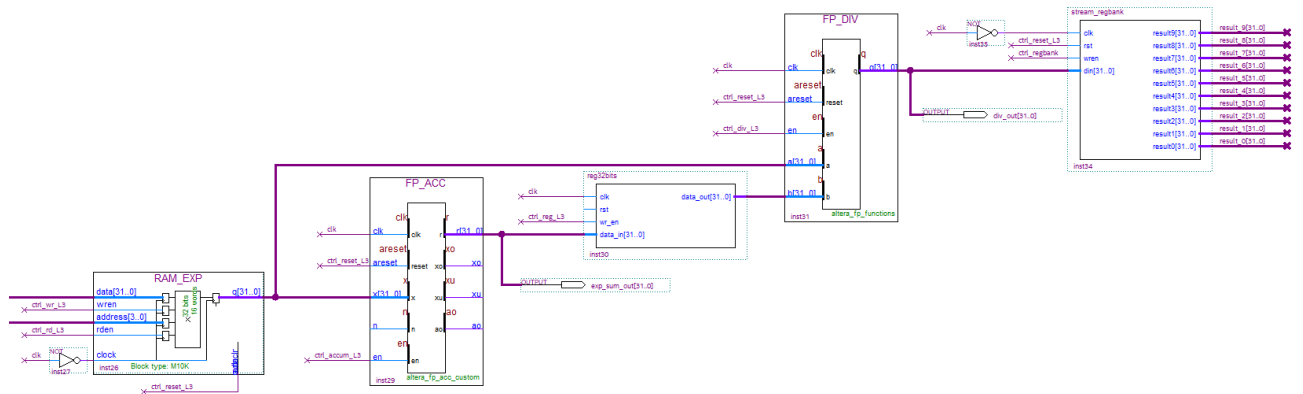 RAM_EXP
data[31..0]
wren
address[3..0]
rden
clock
q[31..0]
32 bits
16 words
Block type: M10K
inst26
aclr
ctrl_wr_L3
ctrl_rd_L3
clk
NOT
inst27
ctrl_reset_L3
FP_ACC
clk
areset
x
n
en
clk
areset
x[31..0]
n
en
clk
reset
x
n
en
r
xo
xu
ao
r
xo
xu
ao
r[31..0]
xo
xu
ao
inst29
altera_fp_acc_custom
clk
ctrl_reset_L3
ctrl_accum_L3
reg32bits
clk
rst
wr_en
data_in[31..0]
data_out[31..0]
inst30
clk
ctrl_reg_L3
OUTPUT
exp_sum_out[31..0]
FP_DIV
clk
areset
en
a
b
clk
areset
en
a[31..0]
b[31..0]
clk
reset
en
a
b
q
q
q[31..0]
inst31
altera_fp_functions
clk
ctrl_reset_L3
ctrl_div_L3
OUTPUT
div_out[31..0]
clk
NOT
inst35
ctrl_reset_L3
ctrl_regbank
stream_regbank
clk
rst
wren
din[31..0]
result9[31..0]
result8[31..0]
result7[31..0]
result6[31..0]
result5[31..0]
result4[31..0]
result3[31..0]
result2[31..0]
result1[31..0]
result0[31..0]
inst34
result_9[31..0]
result_8[31..0]
result_7[31..0]
result_6[31..0]
result_5[31..0]
result_4[31..0]
result_3[31..0]
result_2[31..0]
result_1[31..0]
result_0[31..0]